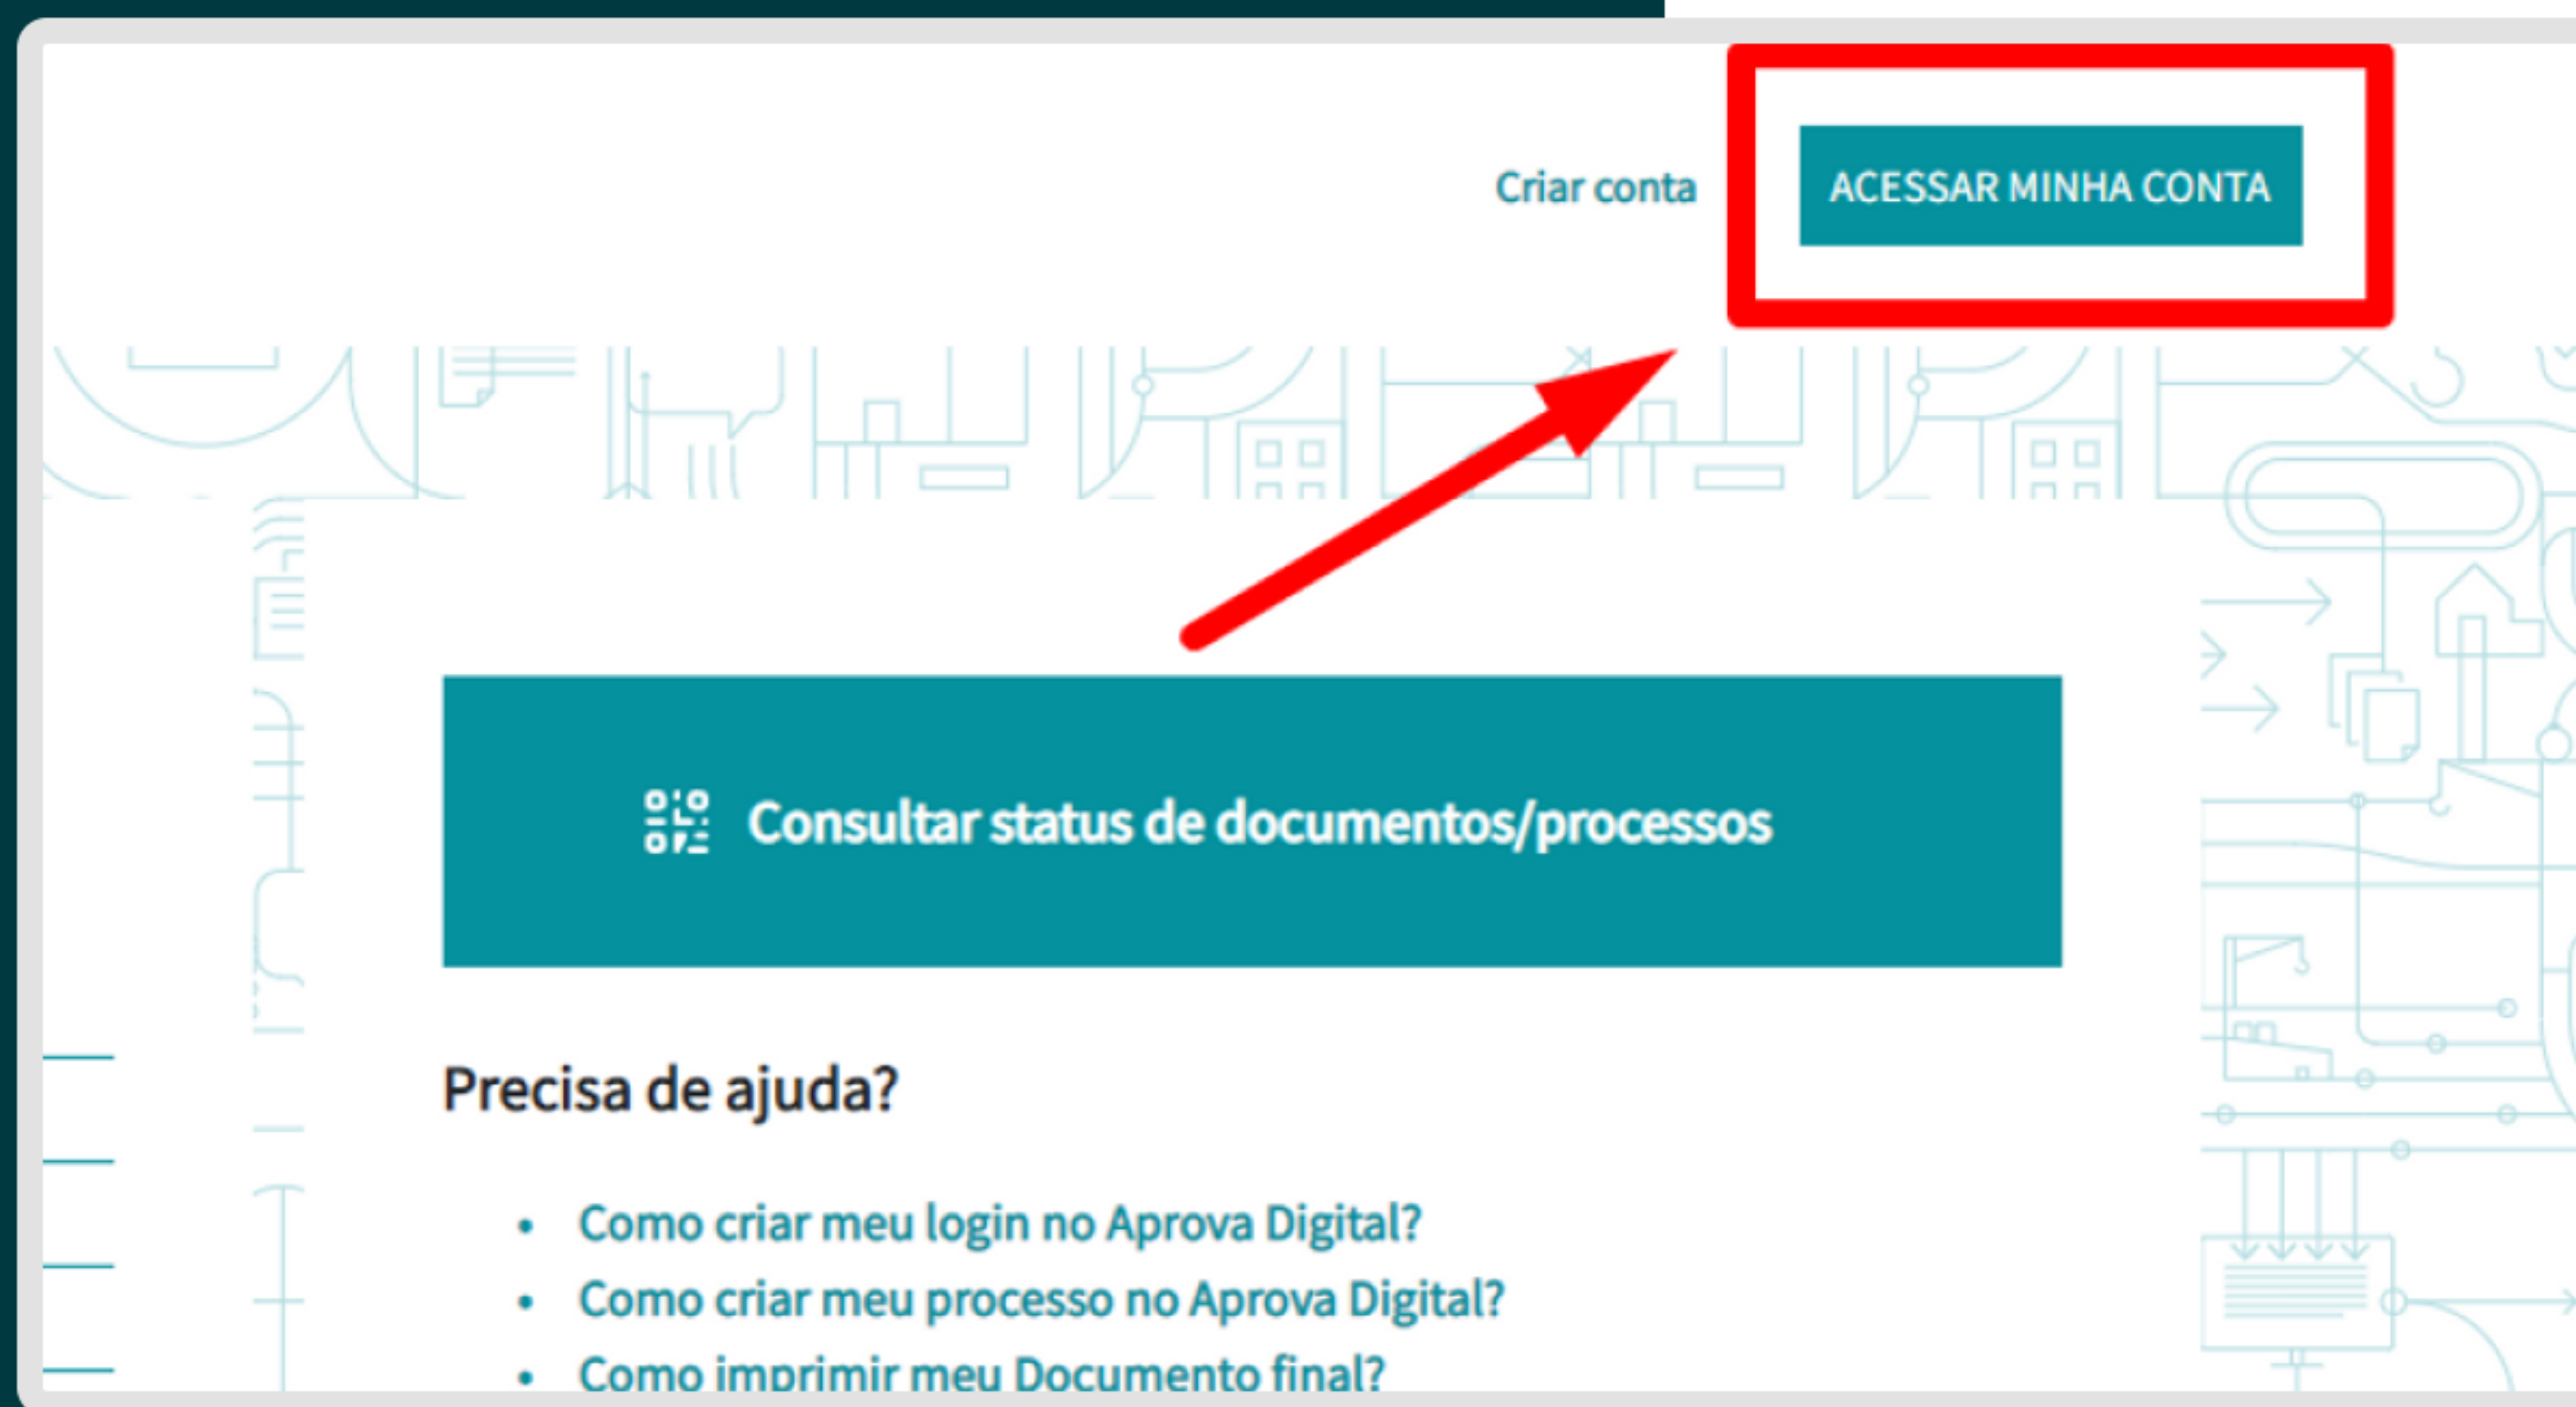 Criar conta
ACESSAR MINHA CONTA
Consultar status de documentos/processos
Precisa de ajuda?
• Como criar meu login no Aprova Digital?
• Como criar meu processo no Aprova Digital?
• Como imprimir meu Documento final?